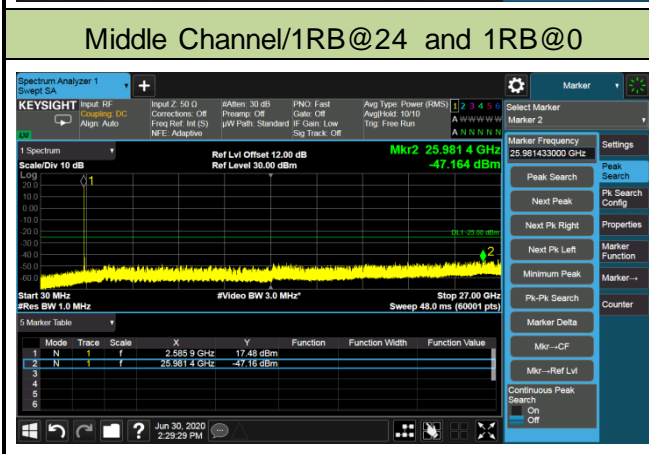 Middle Channel/1RB@24 and 1RB@0
Spectrum Analyzer 1
Swept SA
+
Marker
KEYSIGHT
Input: RF
Coupling: DC
Align: Auto
Input Z: 50 Ω
Corrections: Off
Freq Ref: Int (S)
NFE: Adaptive
#Atten: 30 dB
Preamp: Off
µW Path: Standard
PNO: Fast
Gate: Off
IF Gain: Low
Sig Track: Off
Avg Type: Power (RMS)
Avg|Hold: 10/10
Trig: Free Run
1 2 3 4 5 6
A W W W W W
A N N N N N
LXI
Select Marker
Marker 2
1 Spectrum
Scale/Div 10 dB
Log
Ref Lvl Offset 12.00 dB
Ref Level 30.00 dBm
Mkr2 25.981 4 GHz
-47.164 dBm
20.0
10.0
0.00
-10.0
-20.0
-30.0
-40.0
-50.0
-60.0
1
2
DL1 -25.00 dBm
Start 30 MHz
#Res BW 1.0 MHz
#Video BW 3.0 MHz*
Stop 27.00 GHz
Sweep 48.0 ms (60001 pts)
5 Marker Table
Mode Trace Scale X Y Function Function Width Function Value
1 N 1 f 2.585 9 GHz 17.48 dBm
2 N 1 f 25.981 4 GHz -47.16 dBm
3
4
5
6
Marker Frequency
25.981433000 GHz
Peak Search
Next Peak
Next Pk Right
Next Pk Left
Minimum Peak
Pk-Pk Search
Marker Delta
Mkr→CF
Mkr→Ref Lvl
Continuous Peak
Search
On
Off
Settings
Peak
Search
Pk Search
Config
Properties
Marker
Function
Marker→
Counter
?
Jun 30, 2020
2:29:29 PM